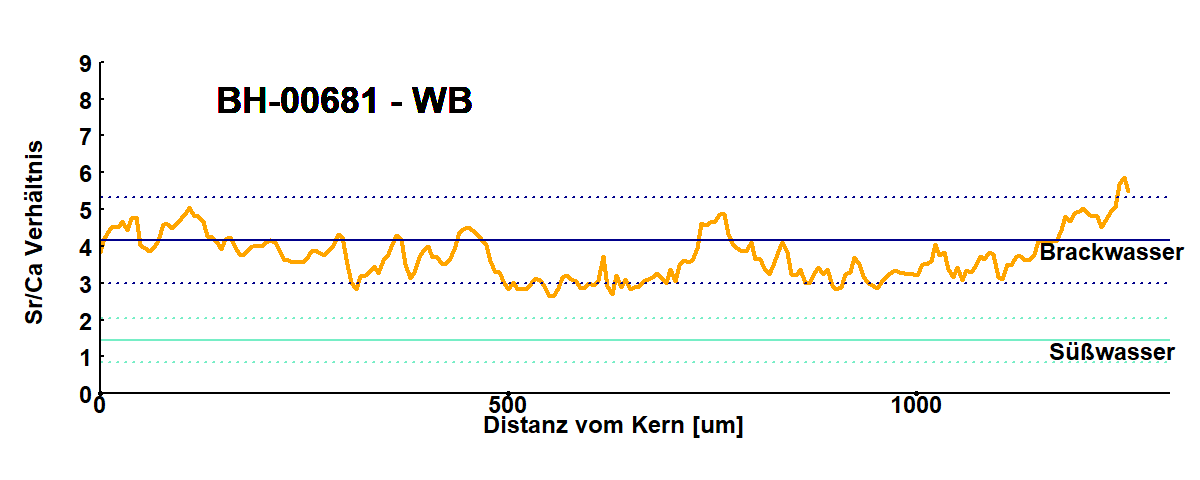 BH-00681 - WB
Sr/Ca Verhältnis
9
8
7
6
5
4
3
2
1
0
Brackwasser
Süßwasser
0 500 1000
Distanz vom Kern [um]